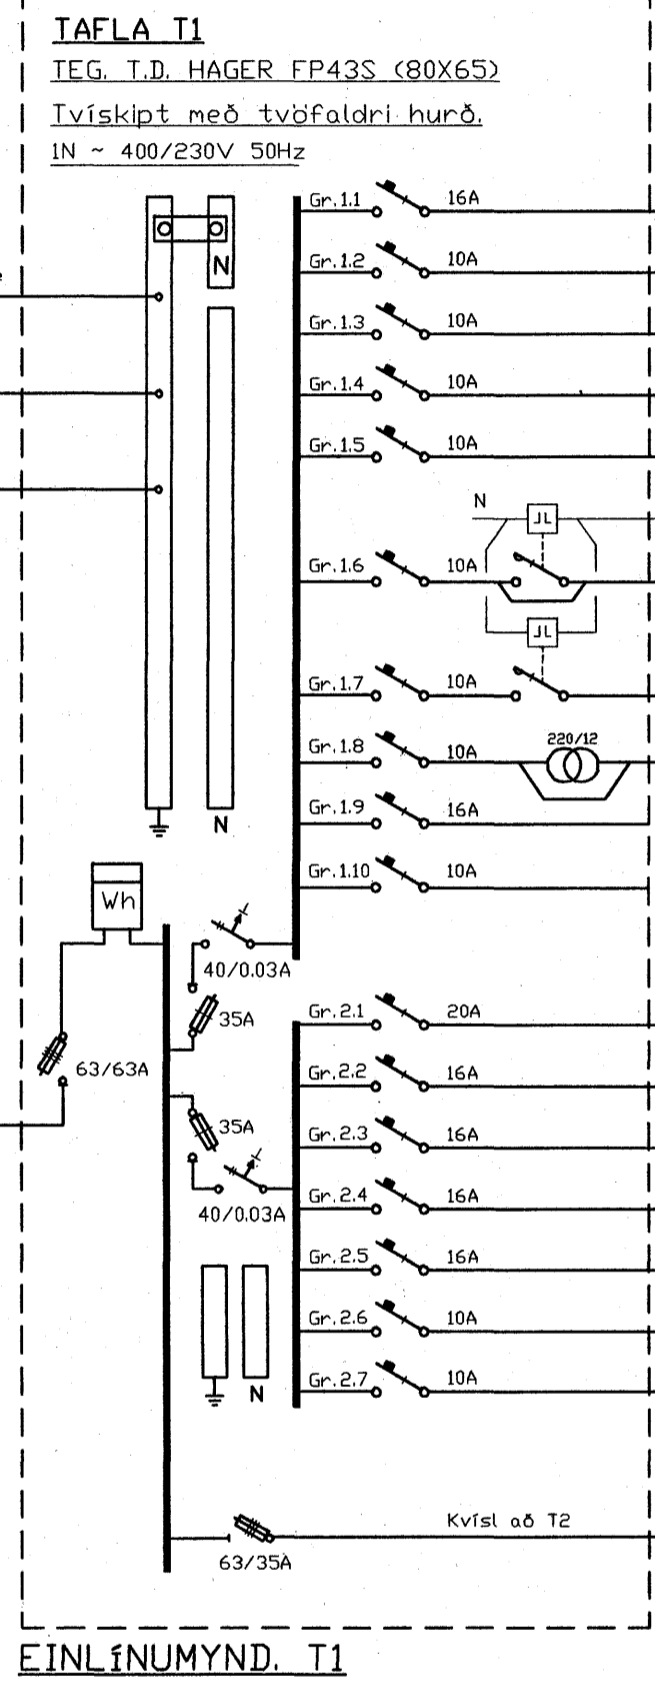 TAFLA T1
TEG. T.D. HAGER FP43S (80X65)
Tvískipt með tvöfaldri hurð.
1N ~ 400/230V 50Hz
Gr.1.1 16A
N
Gr.1.2 10A
Gr.1.3 10A
Gr.1.4 10A
Gr.1.5 10A
N
JL
Gr.1.6 10A
JL
Gr.1.7 10A
220/12
Gr.1.8 10A
Gr.1.9 16A
N
Gr.1.10 10A
Wh
40/0.03A
Gr.2.1 20A
35A
63/63A
Gr.2.2 16A
35A
Gr.2.3 16A
Gr.2.4 16A
40/0.03A
Gr.2.5 16A
Gr.2.6 10A
Gr.2.7 10A
N
Kvísl að T2
63/35A
EINLíNUMYND. T1